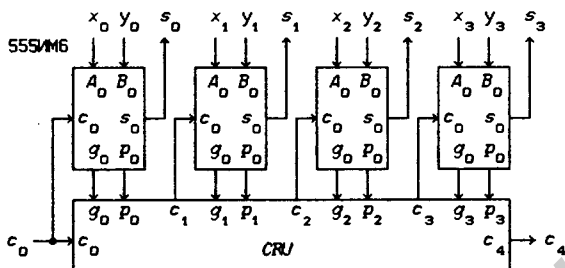 x₀ y₀ s₀ x₁ y₁ s₁ x₂ y₂ s₂ x₃ y₃ s₃
555ИМ6
A₀ B₀ A₀ B₀ A₀ B₀ A₀ B₀
c₀ s₀ c₀ s₀ c₀ s₀ c₀ s₀
g₀ p₀ g₀ p₀ g₀ p₀ g₀ p₀
g₀ p₀ c₁ g₁ p₁ c₂ g₂ p₂ c₃ g₃ p₃
c₀ c₀ CRU c₄ c₄